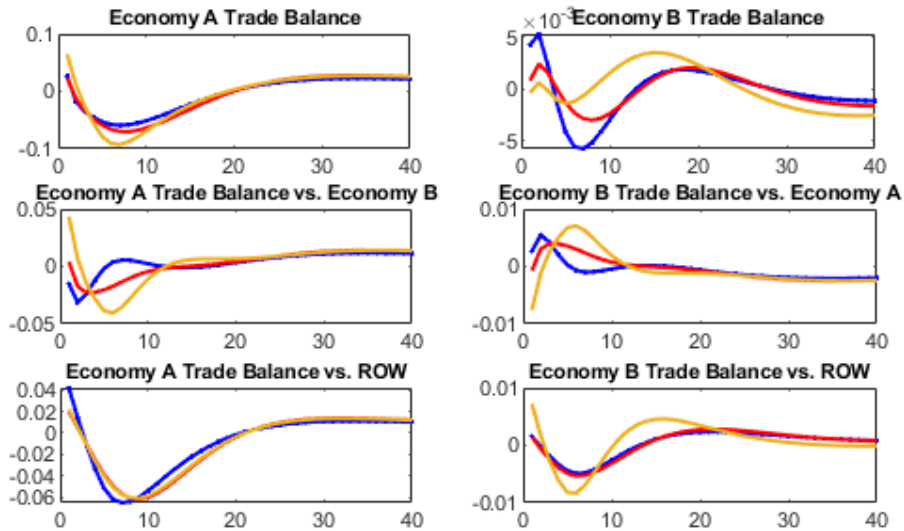 Economy A Trade Balance
0.1
0
-0.1
0 10 20 30 40
×10⁻³ Economy B Trade Balance
5
0
-5
0 10 20 30 40
Economy A Trade Balance vs. Economy B
0.05
0
-0.05
0 10 20 30 40
Economy B Trade Balance vs. Economy A
0.01
0
-0.01
0 10 20 30 40
Economy A Trade Balance vs. ROW
0.04
0.02
0
-0.02
-0.04
-0.06
0 10 20 30 40
Economy B Trade Balance vs. ROW
0.01
0
-0.01
0 10 20 30 40